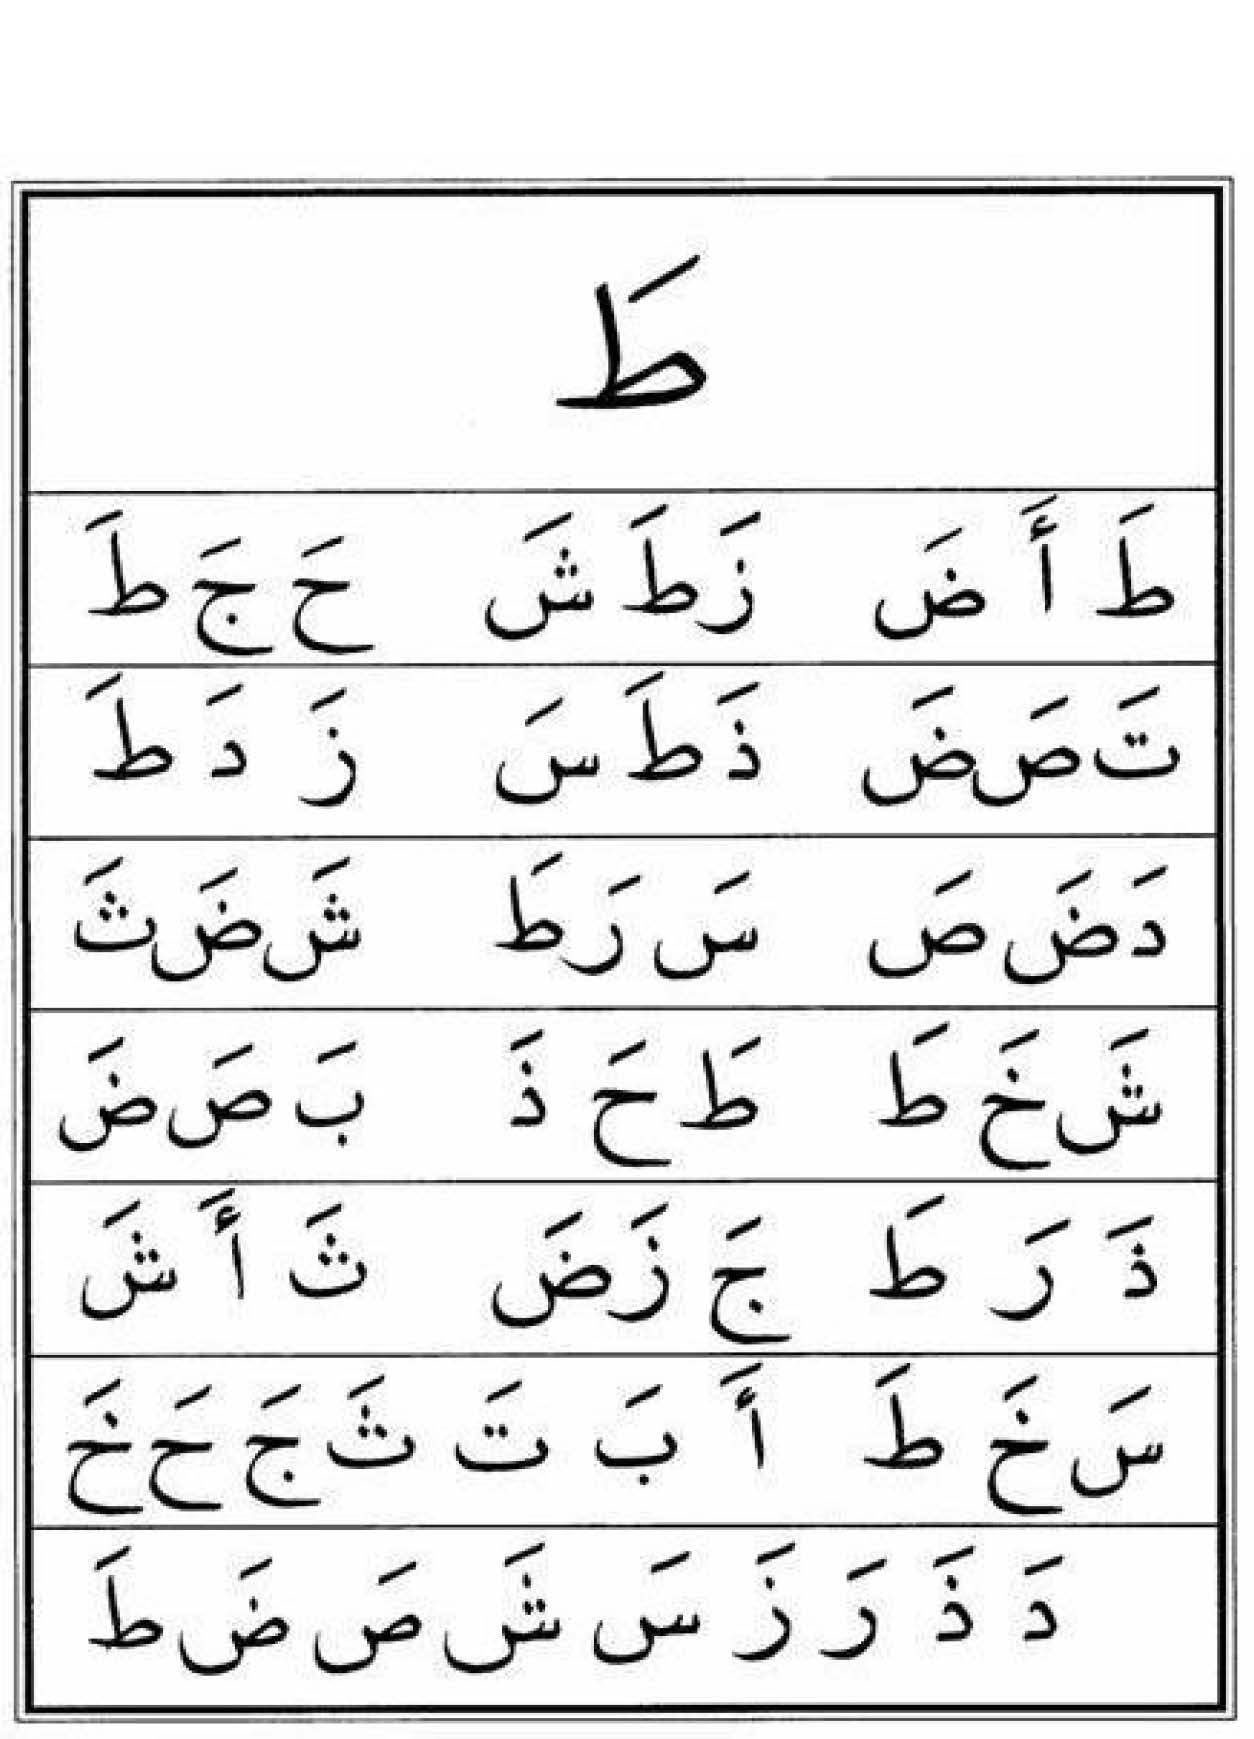 طَ
طَ أَ ضَ زَ طَ شَ حَ جَ طَ
تَ صَ ضَ ذَ طَ سَ زَ دَ طَ
دَ ضَ صَ سَ رَ طَ شَ ضَ ثَ
شَ خَ طَ طَ حَ ذَ بَ صَ ضَ
ذَ رَ طَ جَ زَ ضَ ثَ أَ شَ
سَ خَ طَ أَ بَ تَ ثَ جَ حَ خَ
دَ ذَ رَ زَ سَ شَ صَ ضَ طَ